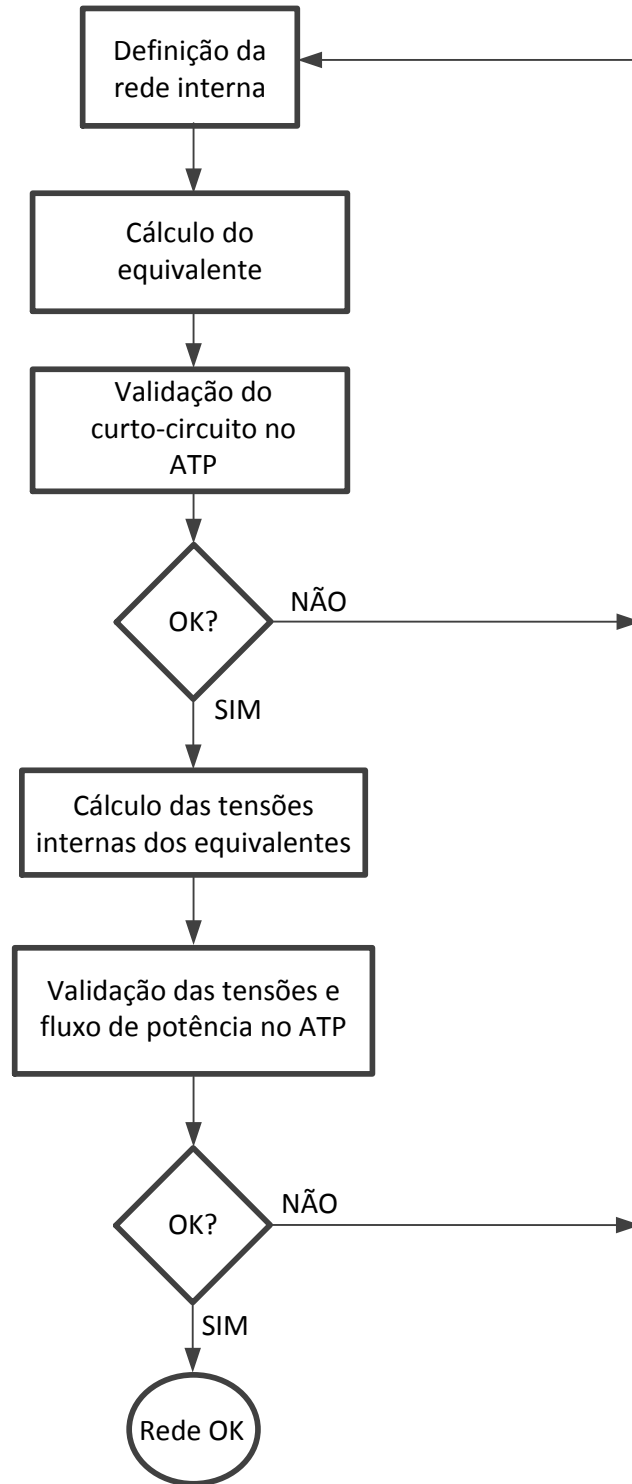 Definição da
rede interna
Cálculo do
equivalente
Validação do
curto-circuito no
ATP
OK?
NÃO
SIM
Cálculo das tensões
internas dos equivalentes
Validação das tensões e
fluxo de potência no ATP
OK?
NÃO
SIM
Rede OK